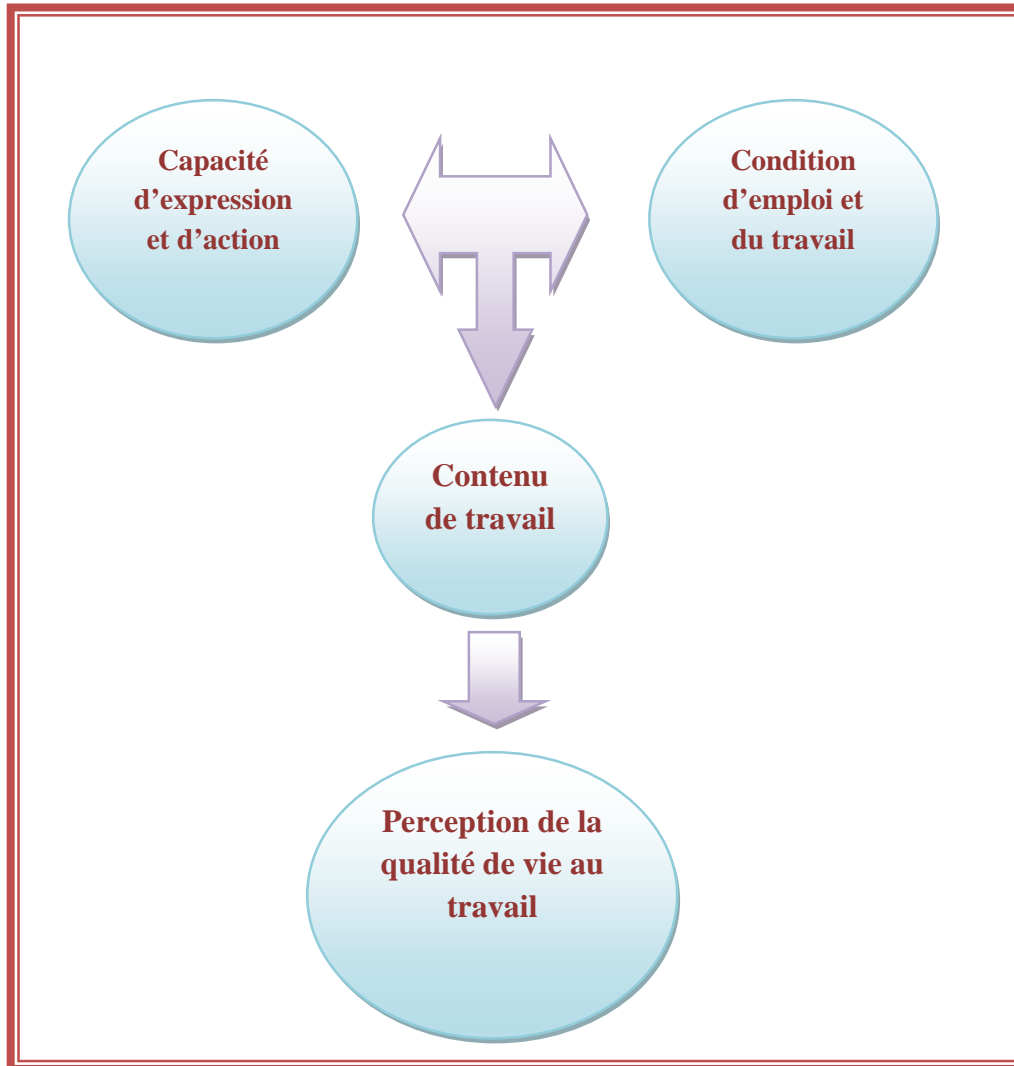 Capacité
d’expression
et d’action
Condition
d’emploi et
du travail
Contenu
de travail
Perception de la
qualité de vie au
travail